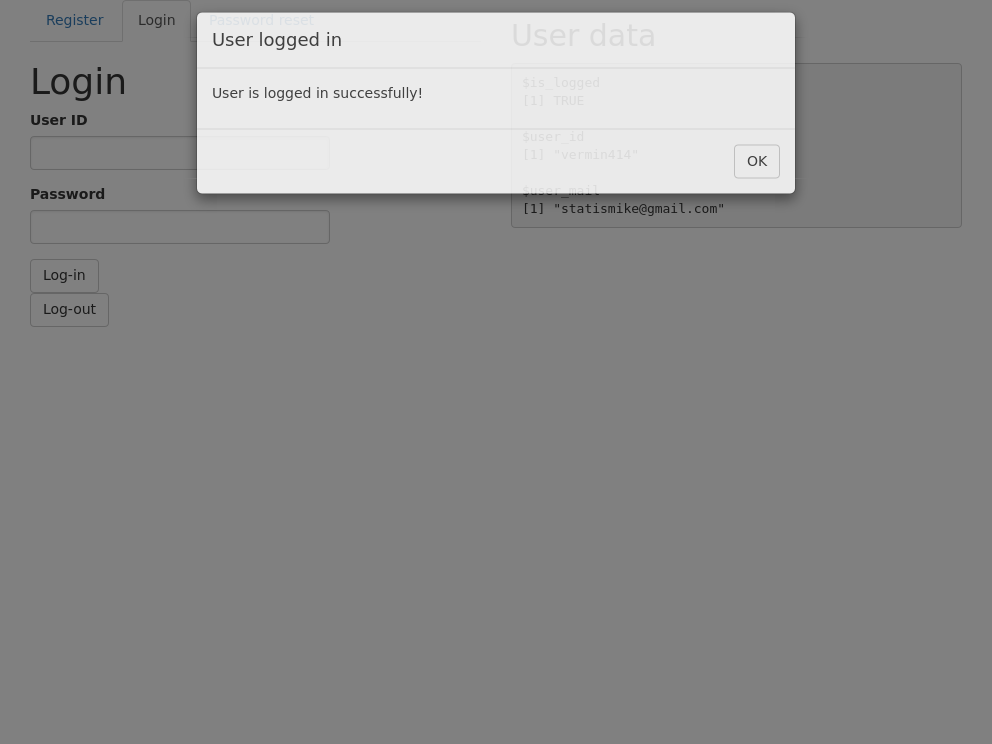 Register
Login
Password reset
User logged in
User data
Login
User is logged in successfully!
$is_logged
[1] TRUE
User ID
$user_id
[1] "vermin414"
OK
Password
$user_mail
[1] "statismike@gmail.com"
Log-in
Log-out